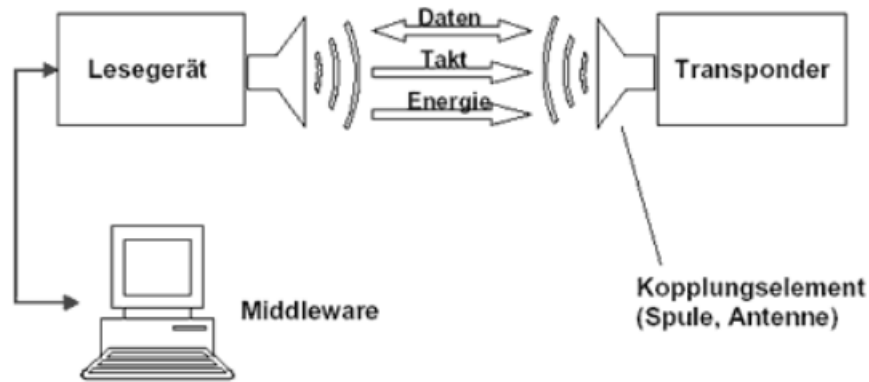 Daten
Lesegerät
Takt
Transponder
Energie
Middleware
Kopplungselement
(Spule, Antenne)